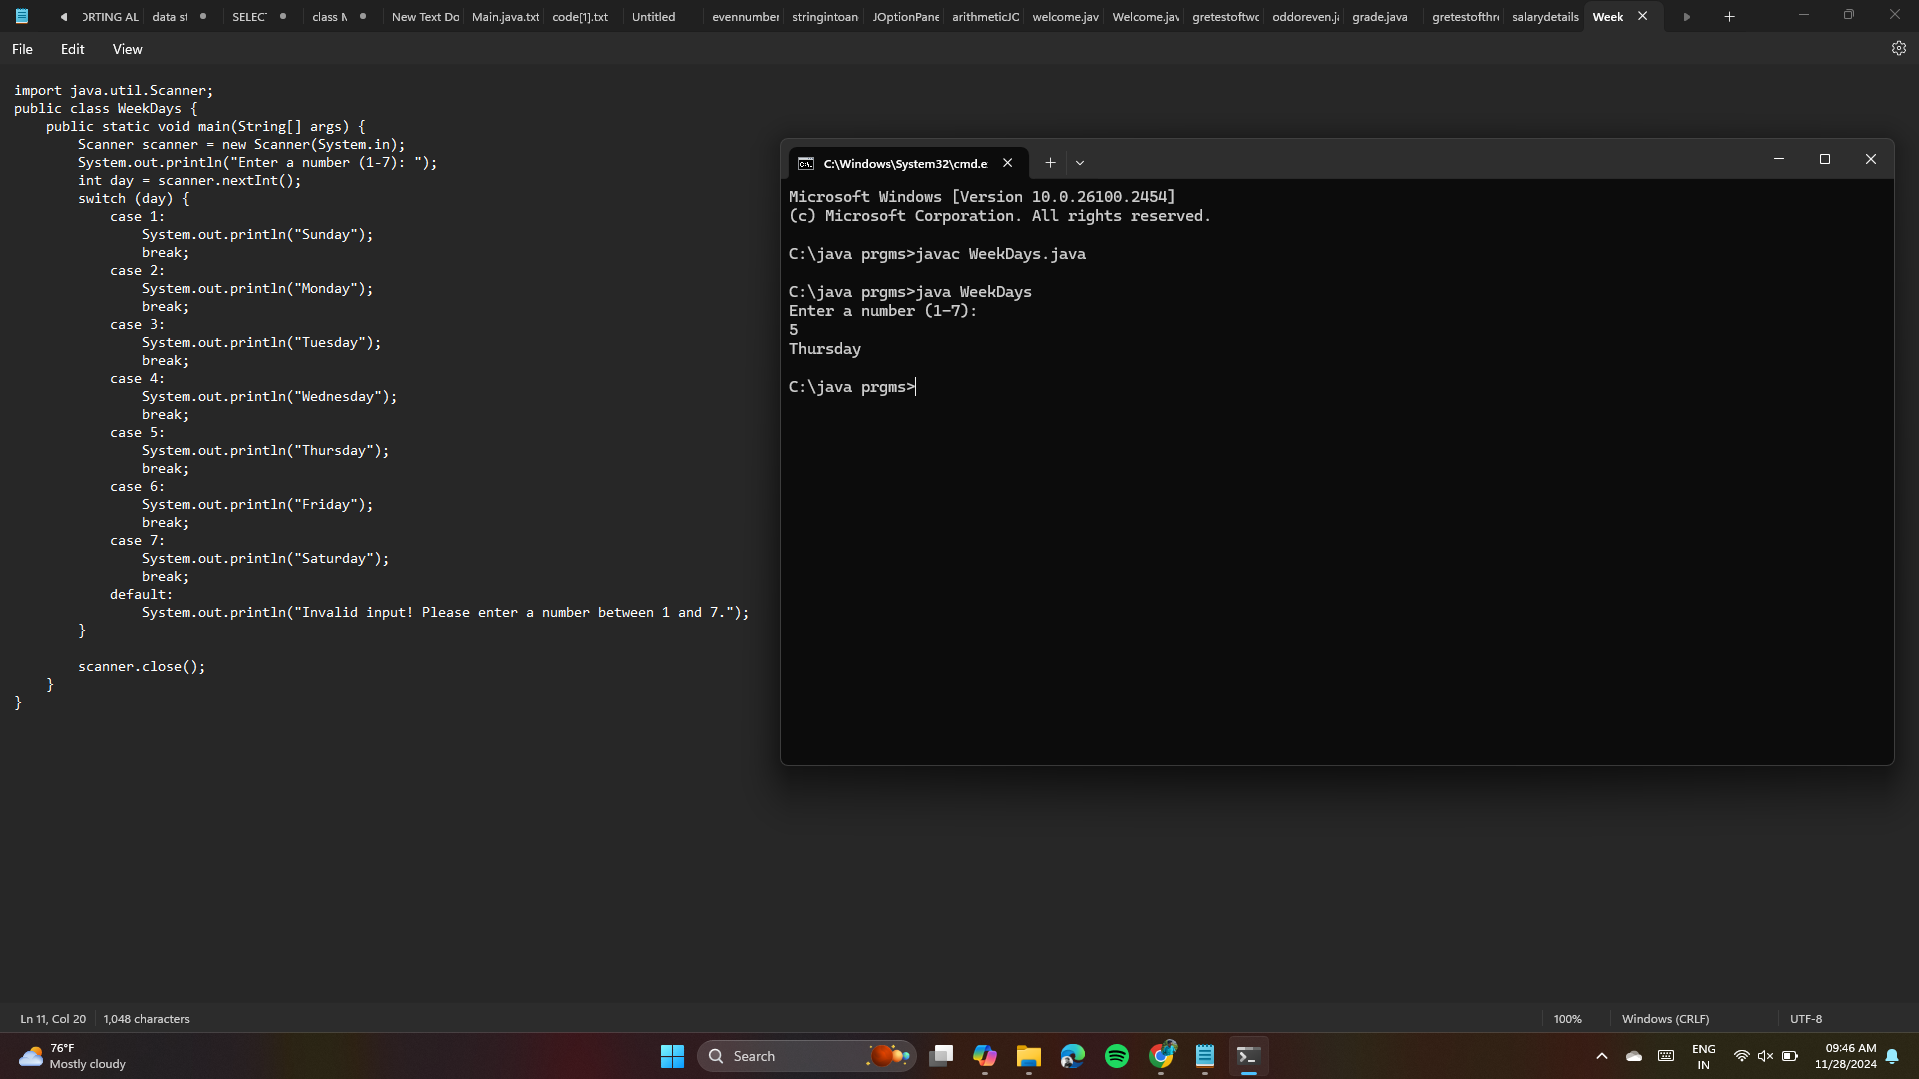 ORTING AL data st SELECT class M New Text Do Main.java.txt code[1].txt Untitled evennumber stringintoan JOptionPane arithmeticJO welcome.jav Welcome.jav gretestoftwo oddoreven.ja grade.java gretestofthre salarydetails Week
File Edit View
import java.util.Scanner;
public class WeekDays {
    public static void main(String[] args) {
        Scanner scanner = new Scanner(System.in);
        System.out.println("Enter a number (1-7): ");
        int day = scanner.nextInt();
        switch (day) {
            case 1:
                System.out.println("Sunday");
                break;
            case 2:
                System.out.println("Monday");
                break;
            case 3:
                System.out.println("Tuesday");
                break;
            case 4:
                System.out.println("Wednesday");
                break;
            case 5:
                System.out.println("Thursday");
                break;
            case 6:
                System.out.println("Friday");
                break;
            case 7:
                System.out.println("Saturday");
                break;
            default:
                System.out.println("Invalid input! Please enter a number between 1 and 7.");
        }
        scanner.close();
    }
}
C:\Windows\System32\cmd.e
Microsoft Windows [Version 10.0.26100.2454]
(c) Microsoft Corporation. All rights reserved.
C:\java prgms>javac WeekDays.java
C:\java prgms>java WeekDays
Enter a number (1-7):
5
Thursday
C:\java prgms>
Ln 11, Col 20 1,048 characters 100% Windows (CRLF) UTF-8
76°F
Mostly cloudy
Search
ENG
IN
09:46 AM
11/28/2024